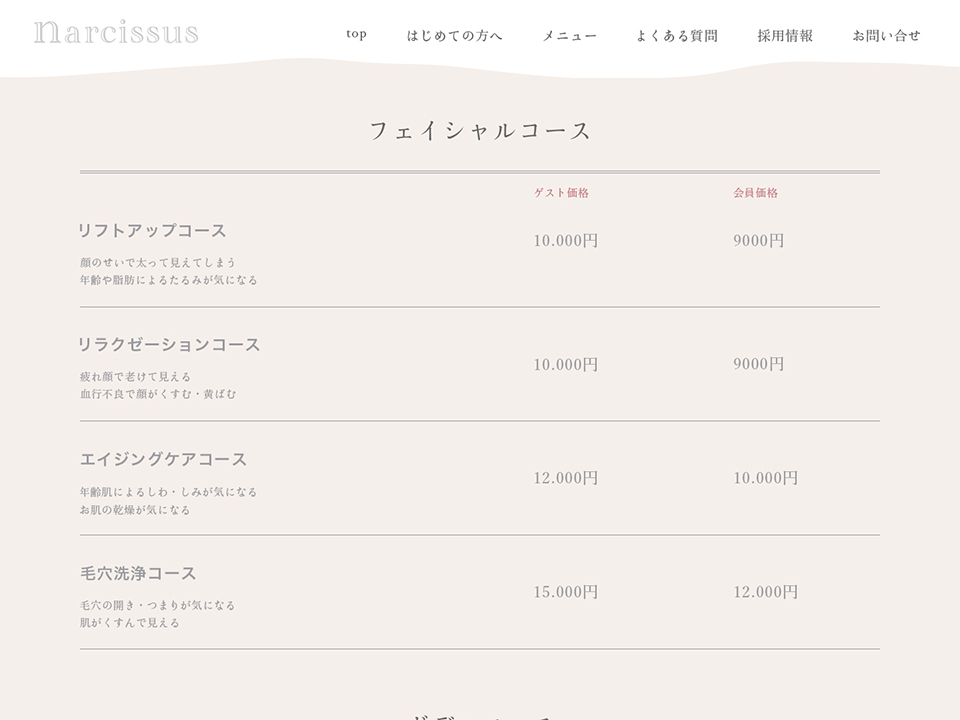 narcissus
top
はじめての方へ
メニュー
よくある質問
採用情報
お問い合せ
フェイシャルコース
ゲスト価格
会員価格
リフトアップコース
10.000円
9000円
顔のせいで太って見えてしまう
年齢や脂肪によるたるみが気になる
リラクゼーションコース
10.000円
9000円
疲れ顔で老けて見える
血行不良で顔がくすむ・黄ばむ
エイジングケアコース
12.000円
10.000円
年齢肌によるしわ・しみが気になる
お肌の乾燥が気になる
毛穴洗浄コース
15.000円
12.000円
毛穴の開き・つまりが気になる
肌がくすんで見える